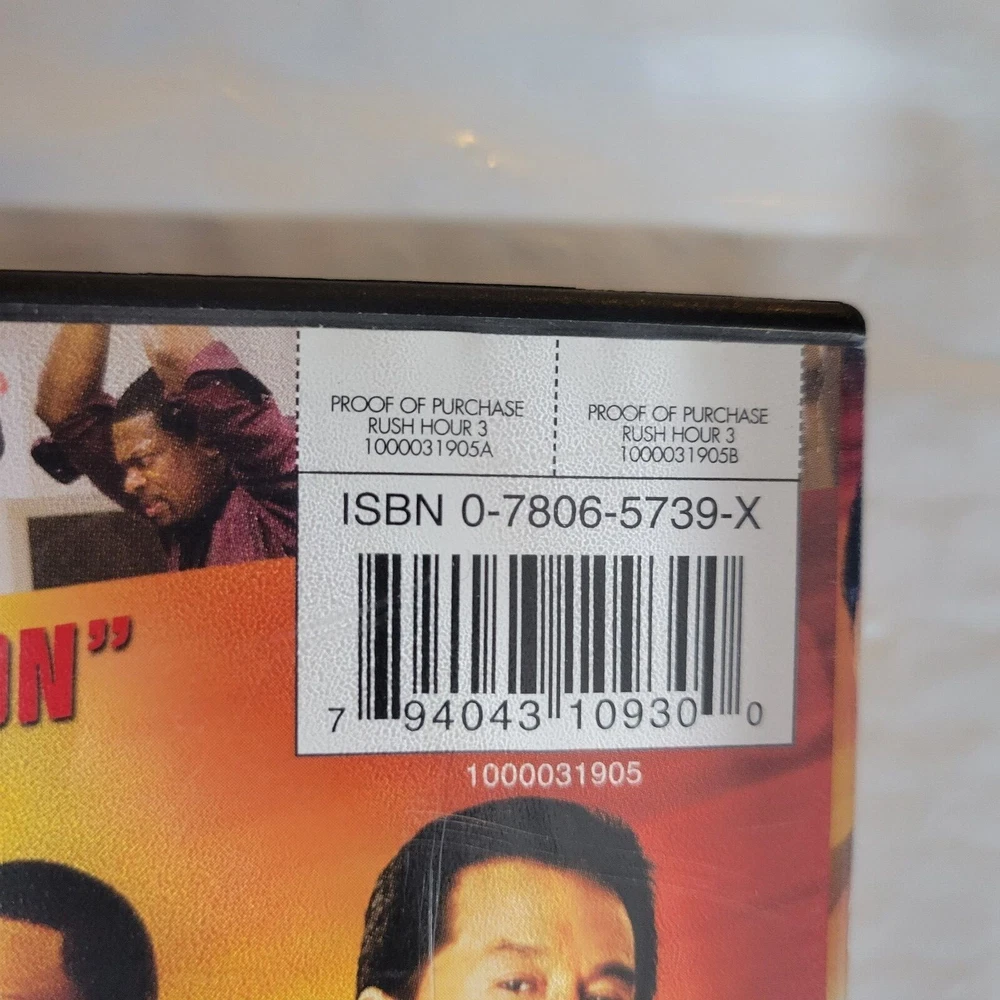 PROOF OF PURCHASE
RUSH HOUR 3
1000031905A
PROOF OF PURCHASE
RUSH HOUR 3
1000031905B
ISBN 0-7806-5739-X
7 94043 10930 0
1000031905
ON"